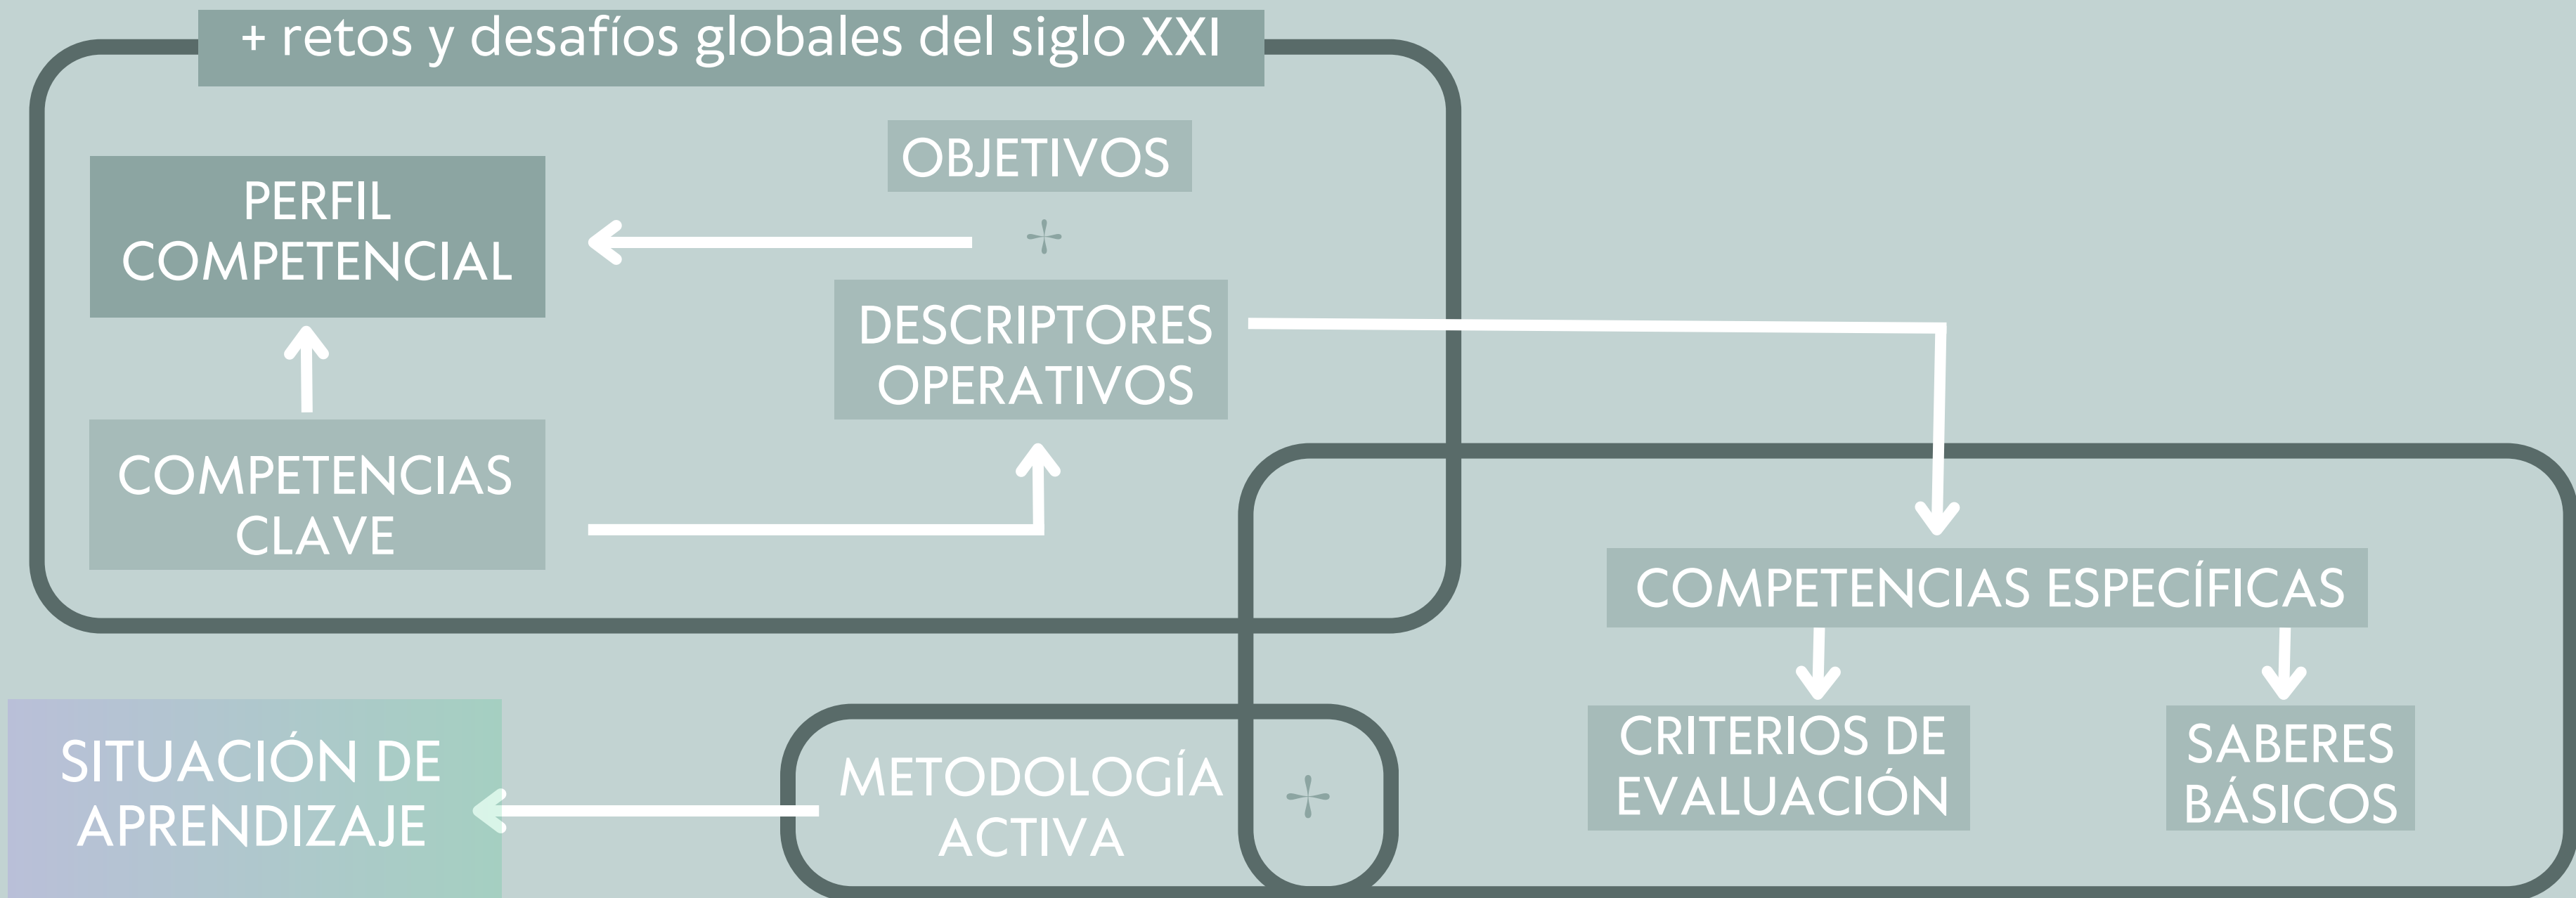 + retos y desafíos globales del siglo XXI
OBJETIVOS
+
PERFIL
COMPETENCIAL
DESCRIPTORES
OPERATIVOS
COMPETENCIAS
CLAVE
COMPETENCIAS ESPECÍFICAS
CRITERIOS DE
EVALUACIÓN
SABERES
BÁSICOS
+
METODOLOGÍA
ACTIVA
SITUACIÓN DE
APRENDIZAJE